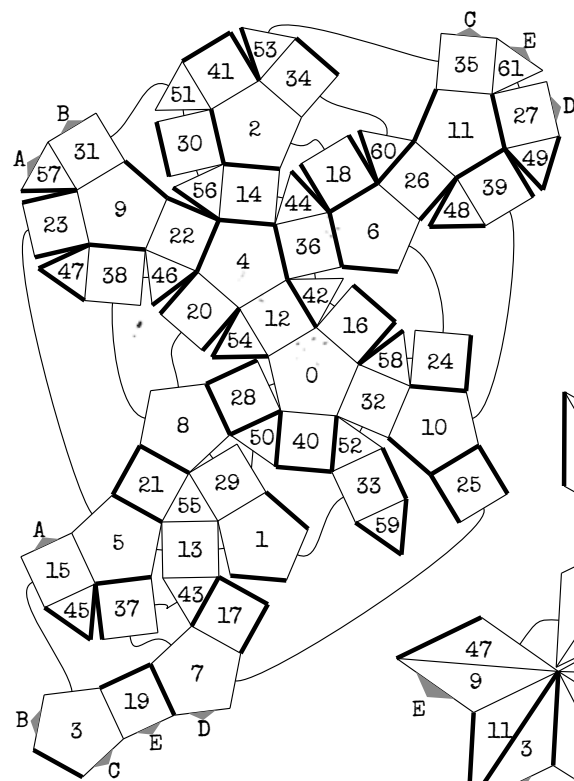 C
53 E
41 34 35 61
51 27 D
B 30 2 11
31 60 49
A 57 18 26 39
56 14 44 48
23 9 22 36 6
47 38 46 4
42
20 12 16
54 58 24
0
28 32
8 50 40 52 10
21 29 33 25
55 59
A 5 13 1
15 43
45 37 17
47
7 9
19 E
B 3 E D 11
C 3